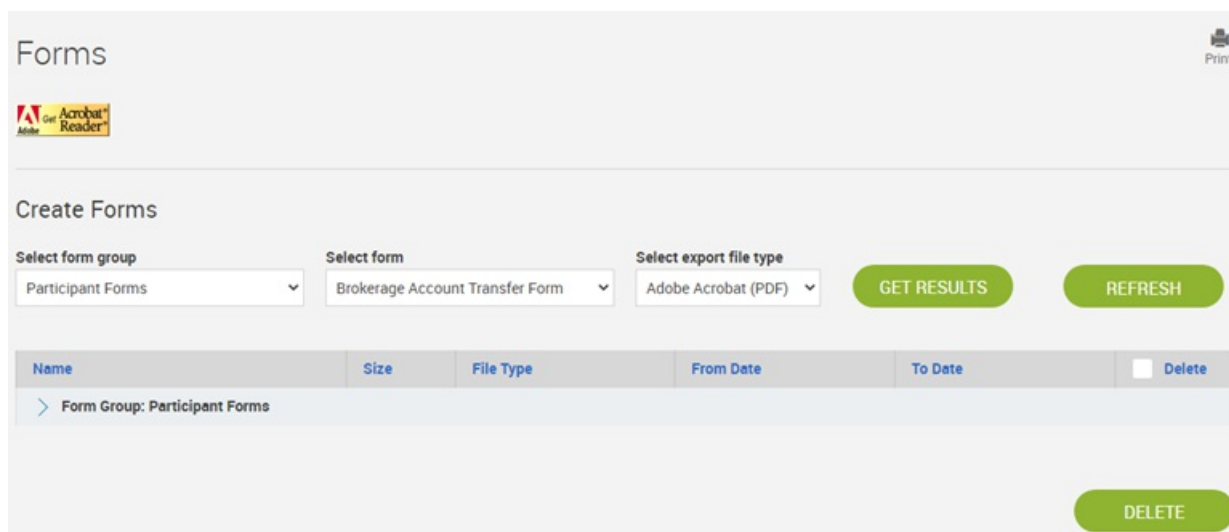 Forms
Print
Adobe Get Acrobat® Reader®
Create Forms
Select form group
Select form
Select export file type
Participant Forms
Brokerage Account Transfer Form
Adobe Acrobat (PDF)
GET RESULTS
REFRESH
Name Size File Type From Date To Date Delete
Form Group: Participant Forms
DELETE